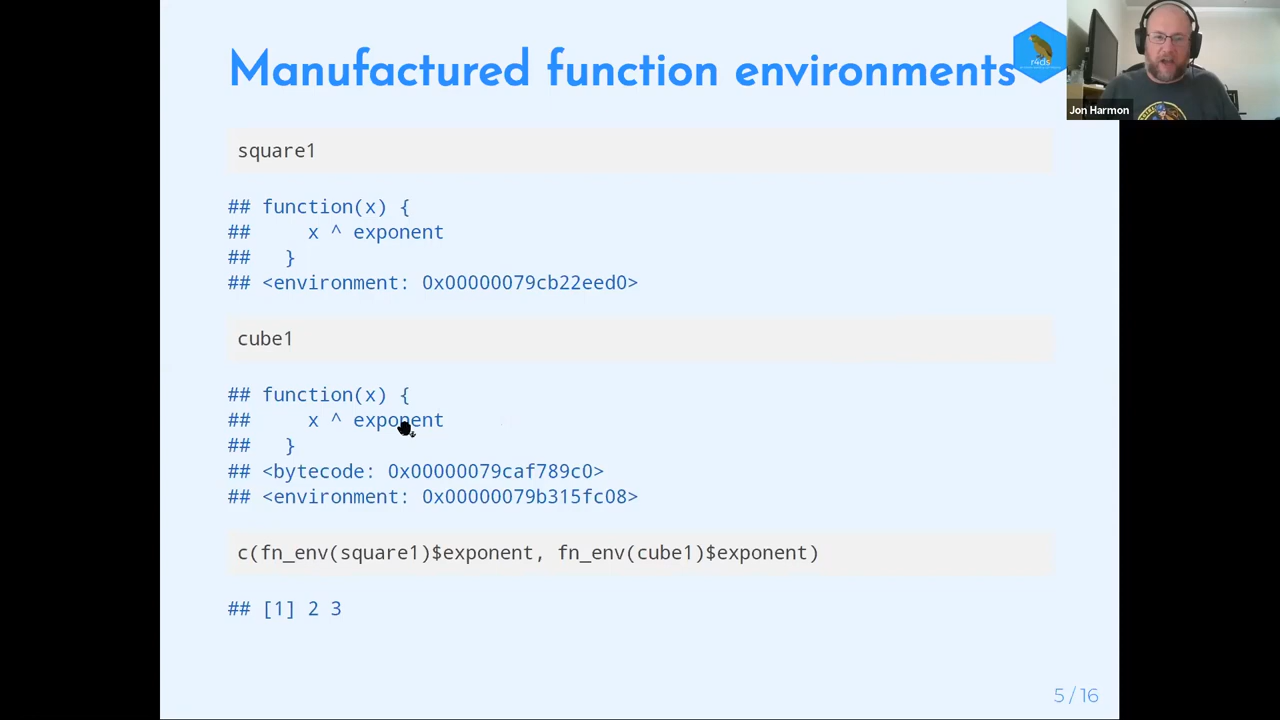 Manufactured function environments
r4ds
Jon Harmon
square1
## function(x) {
##     x ^ exponent
##   }
## <environment: 0x00000079cb22eed0>
cube1
## function(x) {
##     x ^ exponent
##   }
## <bytecode: 0x00000079caf789c0>
## <environment: 0x00000079b315fc08>
c(fn_env(square1)$exponent, fn_env(cube1)$exponent)
## [1] 2 3
5 / 16